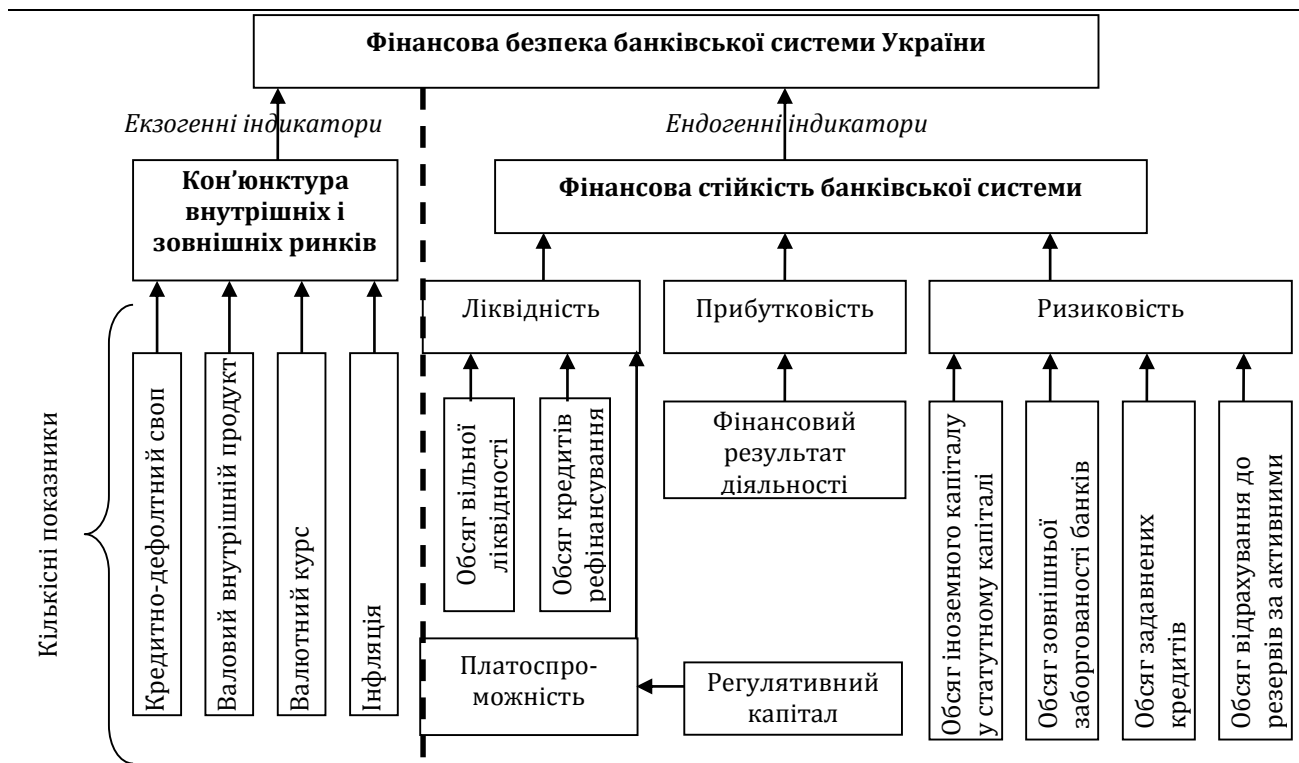 Фінансова безпека банківської системи України
Екзогенні індикатори
Ендогенні індикатори
Кон’юнктура
внутрішніх і
зовнішніх ринків
Фінансова стійкість банківської системи
Ліквідність
Прибутковість
Ризиковість
Кількісні показники
Кредитно-дефолтний своп
Валовий внутрішній продукт
Валютний курс
Інфляція
Обсяг вільної
ліквідності
Обсяг кредитів
рефінансування
Фінансовий
результат
діяльності
Обсяг іноземного капіталу
у статутному капіталі
Обсяг зовнішньої
заборгованості банків
Обсяг задавнених
кредитів
Обсяг відрахування до
резервів за активними
Платоспро-
можність
Регулятивний
капітал